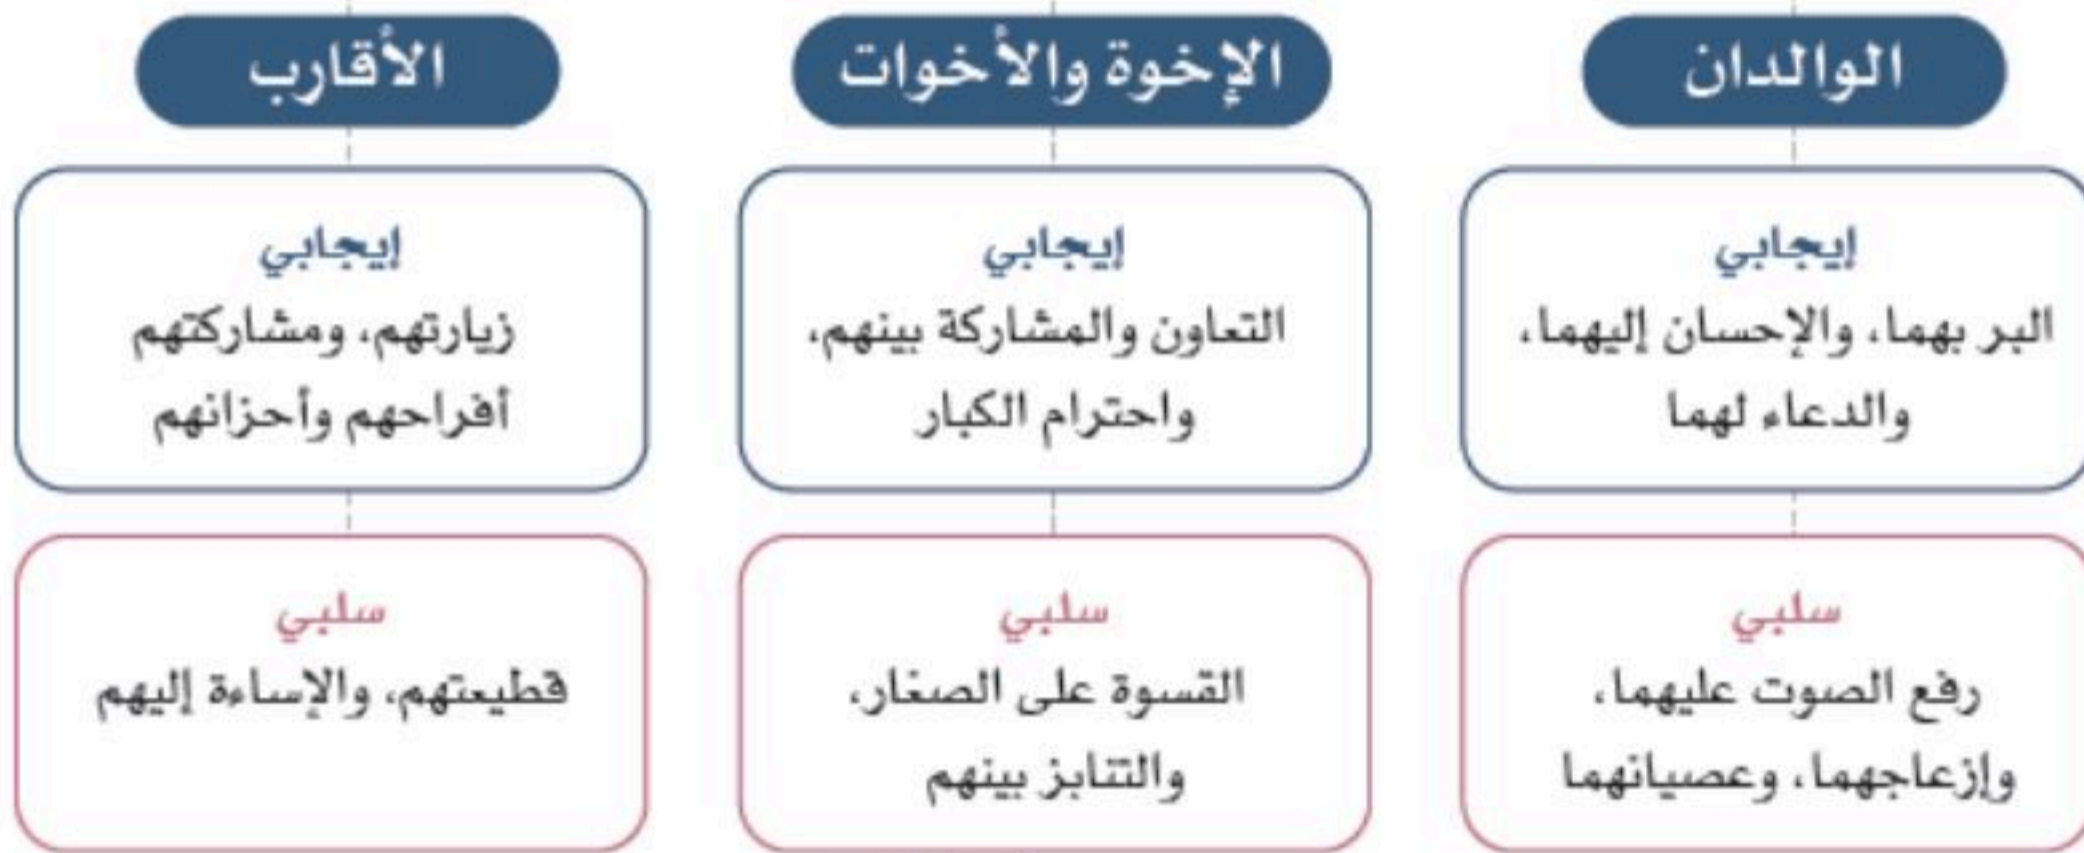 الوالدان
إيجابي
البر بهما، والإحسان إليهما،
والدعاء لهما
سلبي
رفع الصوت عليهما،
وإزعاجهما، وعصيانهما
الإخوة والأخوات
إيجابي
التعاون والمشاركة بينهم،
واحترام الكبار
سلبي
القسوة على الصغار،
والتنابز بينهم
الأقارب
إيجابي
زيارتهم، ومشاركتهم
أفراحهم وأحزانهم
سلبي
قطيعتهم، والإساءة إليهم